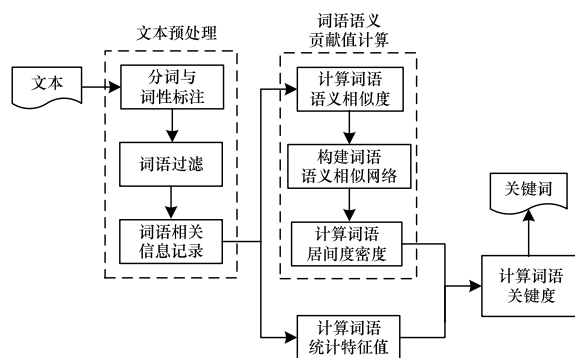 文本预处理
文本
分词与
词性标注
词语过滤
词语相关
信息记录
词语语义
贡献值计算
计算词语
语义相似度
构建词语
语义相似网络
计算词语
居间度密度
计算词语
统计特征值
关键词
计算词语
关键度